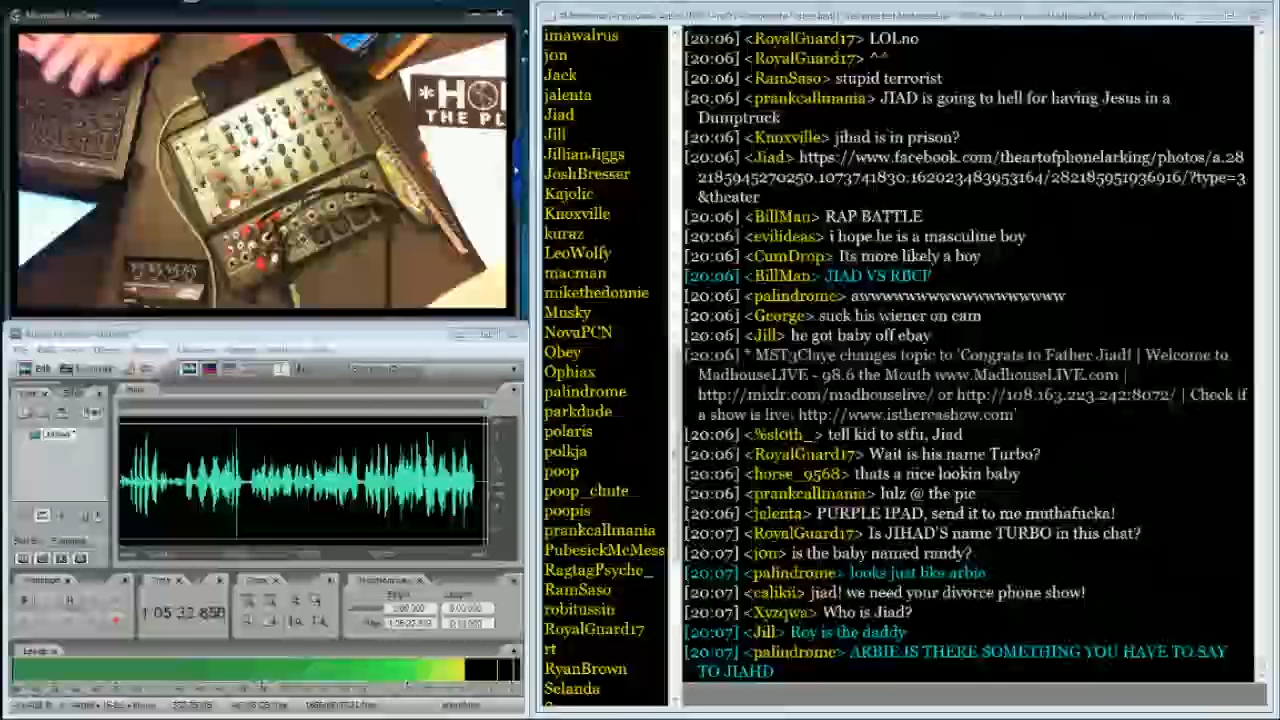 *HO
THE PL
Edit
1:05:33.858
imawalrus
jon
Jack
jalenta
Jiad
Jill
JillianJiggs
JoshBresser
Kajolic
Knoxville
kuraz
LeoWolfy
macman
mikethedonnie
Musky
NovaPCN
Obey
Ophiax
palindrome
parkdude
polaris
polkja
poop
poop_chute_
poopis
prankcallmania
PubesickMcMess
RagtagPsyche_
RamSaso
robitussin
RoyalGuard17
rt
RyanBrown
Selanda
[20:06] <RoyalGuard17> LOLno
[20:06] <RoyalGuard17> ^^
[20:06] <RamSaso> stupid terrorist
[20:06] <prankcallmania> JIAD is going to hell for having Jesus in a
Dumptruck
[20:06] <Knoxville> jihad is in prison?
[20:06] <Jiad> https://www.facebook.com/theartofphonelarking/photos/a.28
2185945270250.1073741830.162023483953164/282185951936916/?type=3
&theater
[20:06] <BillMan> RAP BATTLE
[20:06] <evilideas> i hope he is a masculine boy
[20:06] <CumDrop> Its more likely a boy
[20:06] <BillMan> JIAD VS RBCP
[20:06] <palindrome> awwwwwwwwwwwwwwwwww
[20:06] <George> suck his wiener on cam
[20:06] <Jill> he got baby off ebay
[20:06] * MST3Claye changes topic to 'Congrats to Father Jiad! | Welcome to
MadhouseLIVE ~ 98.6 the Mouth www.MadhouseLIVE.com |
http://mixlr.com/madhouselive/ or http://108.163.223.242:8072/ | Check if
a show is live: http://www.isthereashow.com'
[20:06] <%sl0th_> tell kid to stfu, Jiad
[20:06] <RoyalGuard17> Wait is his name Turbo?
[20:06] <horse_9568> thats a nice lookin baby
[20:06] <prankcallmania> lulz @ the pic
[20:06] <jalenta> PURPLE IPAD, send it to me muthafucka!
[20:07] <RoyalGuard17> Is JIHAD'S name TURBO in this chat?
[20:07] <jon> is the baby named randy?
[20:07] <palindrome> looks just like arbie
[20:07] <calikii> jiad! we need your divorce phone show!
[20:07] <Xyzqwa> Who is Jiad?
[20:07] <Jill> Roy is the daddy
[20:07] <palindrome> ARBIE IS THERE SOMETHING YOU HAVE TO SAY
TO JIAHD